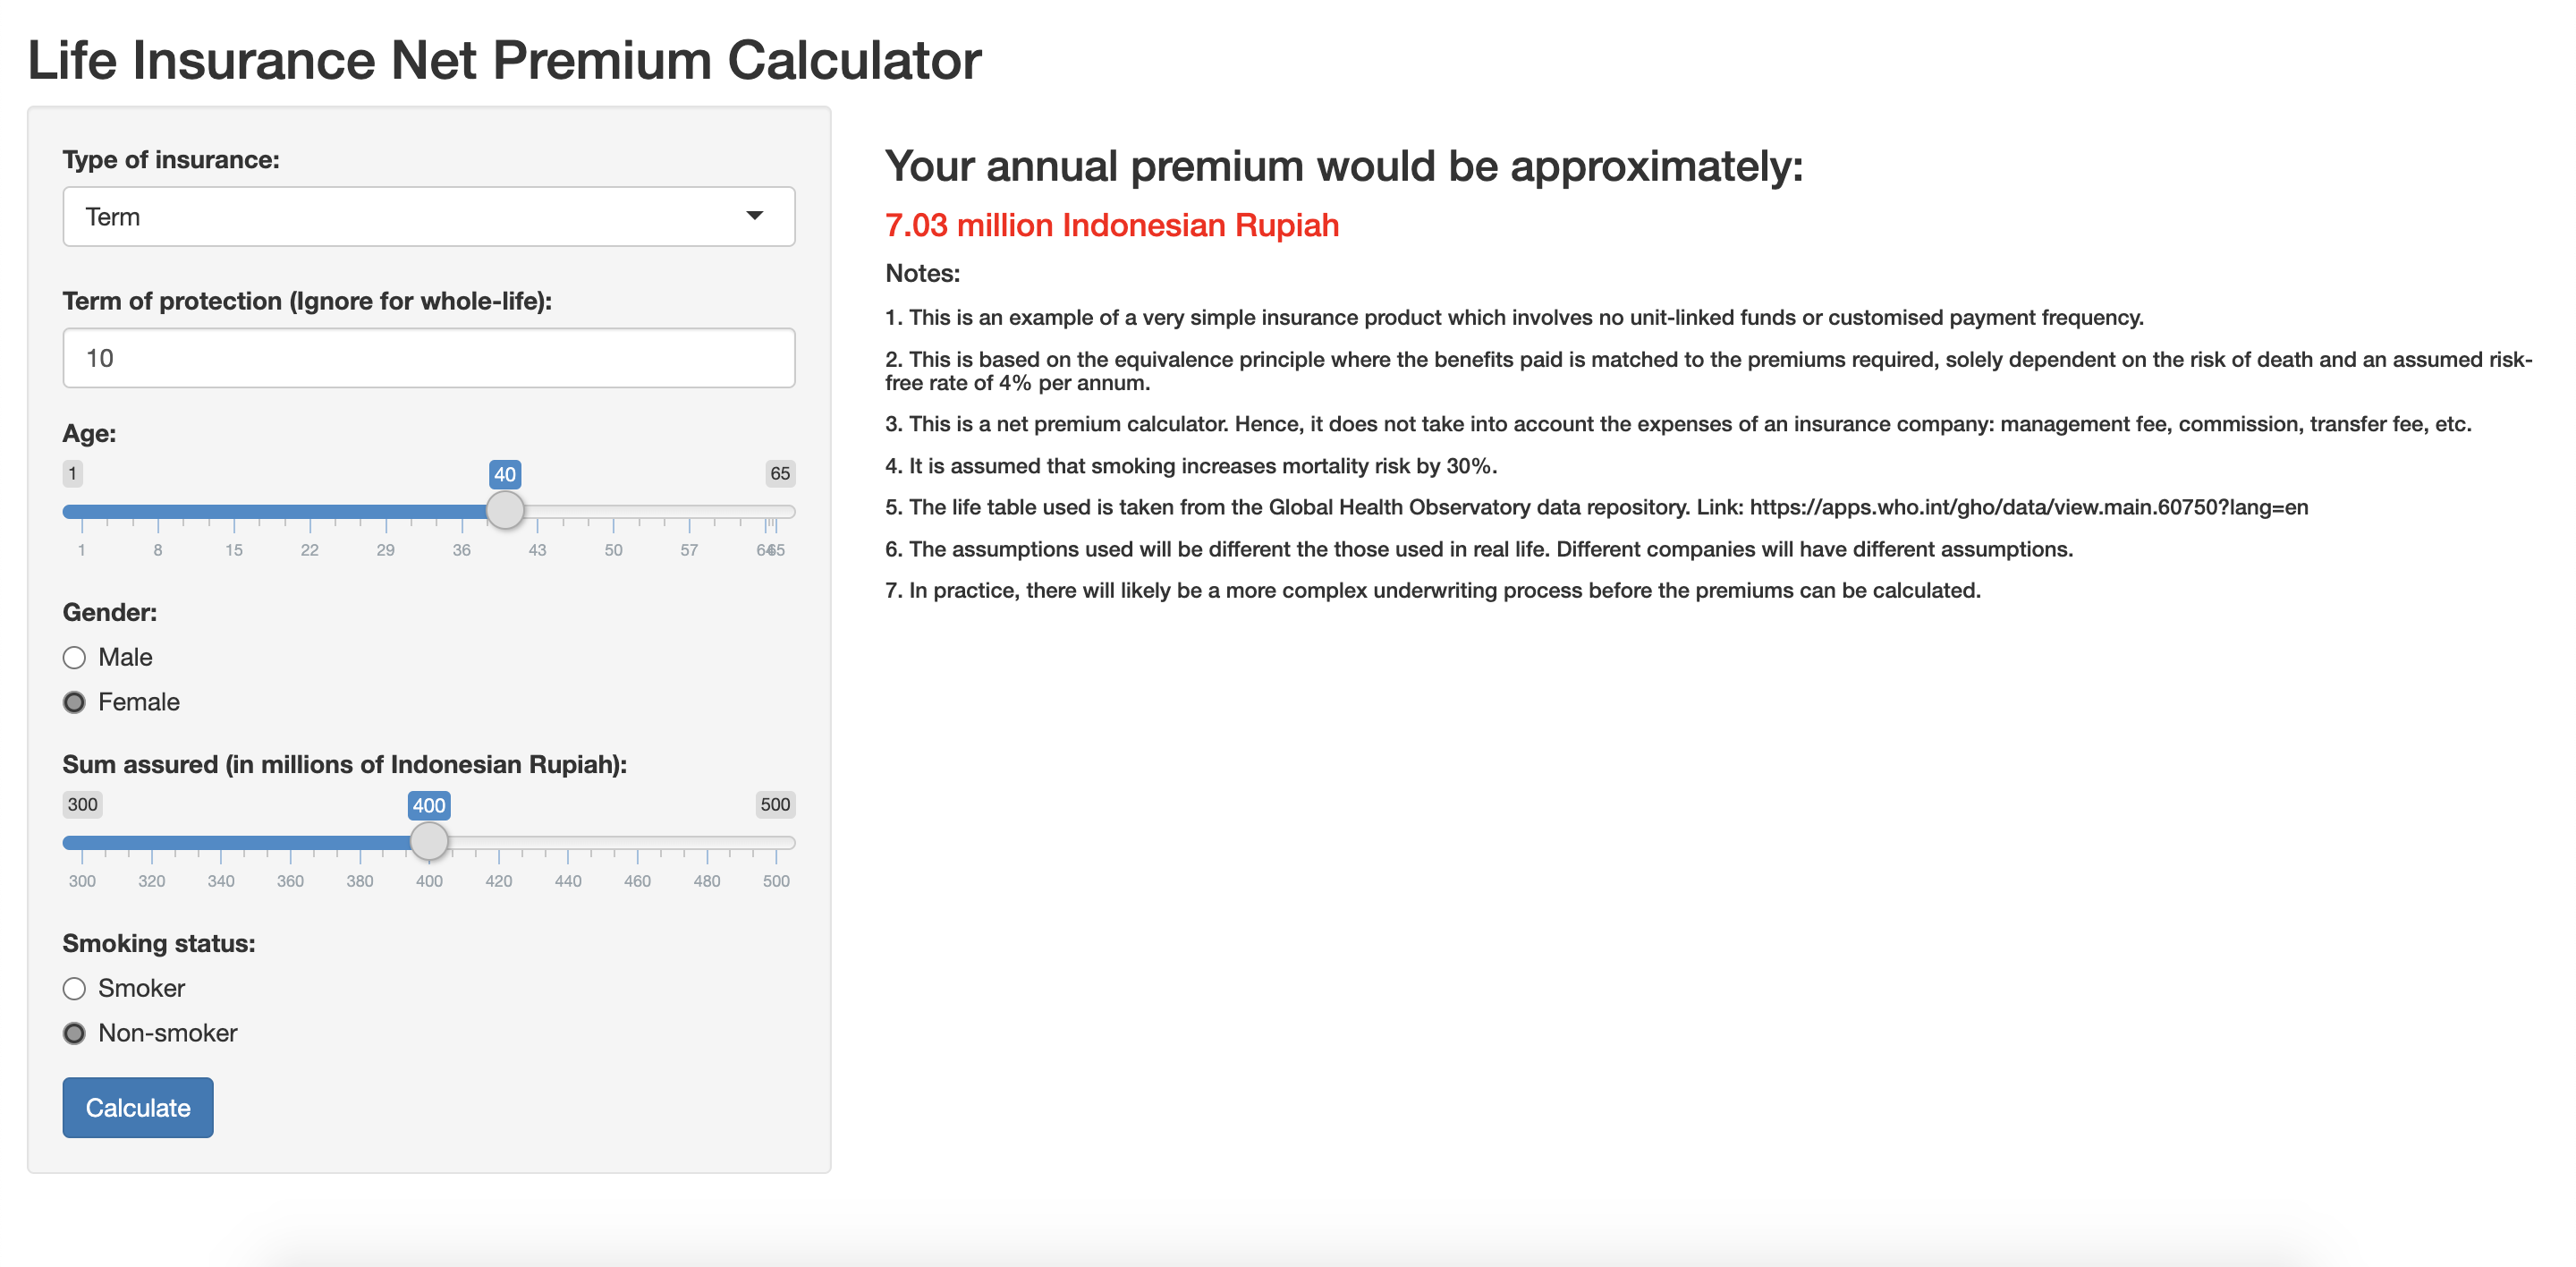 Life Insurance Net Premium Calculator
Type of insurance:
Term
Term of protection (Ignore for whole-life):
10
Age:
1 40 65
1 8 15 22 29 36 43 50 57 64 65
Gender:
Male
Female
Sum assured (in millions of Indonesian Rupiah):
300 400 500
300 320 340 360 380 400 420 440 460 480 500
Smoking status:
Smoker
Non-smoker
Calculate
Your annual premium would be approximately:
7.03 million Indonesian Rupiah
Notes:
1. This is an example of a very simple insurance product which involves no unit-linked funds or customised payment frequency.
2. This is based on the equivalence principle where the benefits paid is matched to the premiums required, solely dependent on the risk of death and an assumed risk-
free rate of 4% per annum.
3. This is a net premium calculator. Hence, it does not take into account the expenses of an insurance company: management fee, commission, transfer fee, etc.
4. It is assumed that smoking increases mortality risk by 30%.
5. The life table used is taken from the Global Health Observatory data repository. Link: https://apps.who.int/gho/data/view.main.60750?lang=en
6. The assumptions used will be different the those used in real life. Different companies will have different assumptions.
7. In practice, there will likely be a more complex underwriting process before the premiums can be calculated.